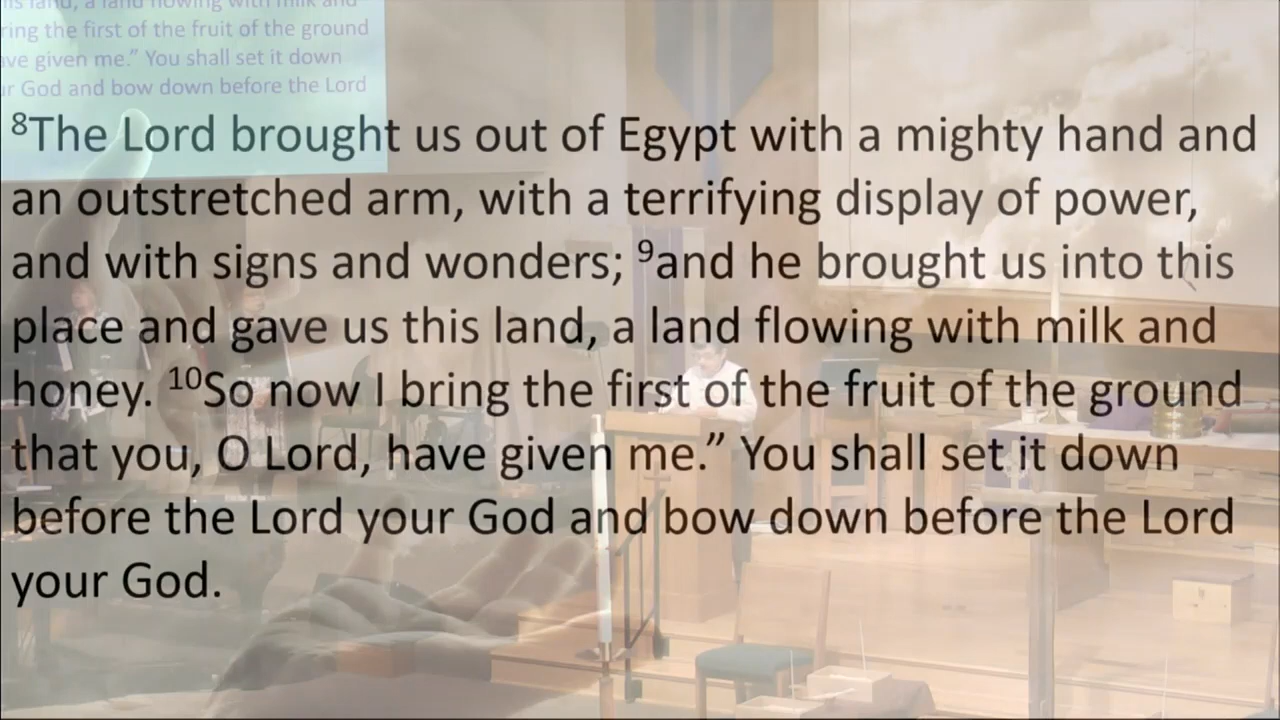 his land, a land flowing with milk and
ring the first of the fruit of the ground
ave given me.” You shall set it down
ur God and bow down before the Lord
⁸The Lord brought us out of Egypt with a mighty hand and
an outstretched arm, with a terrifying display of power,
and with signs and wonders; ⁹and he brought us into this
place and gave us this land, a land flowing with milk and
honey. ¹⁰So now I bring the first of the fruit of the ground
that you, O Lord, have given me.” You shall set it down
before the Lord your God and bow down before the Lord
your God.